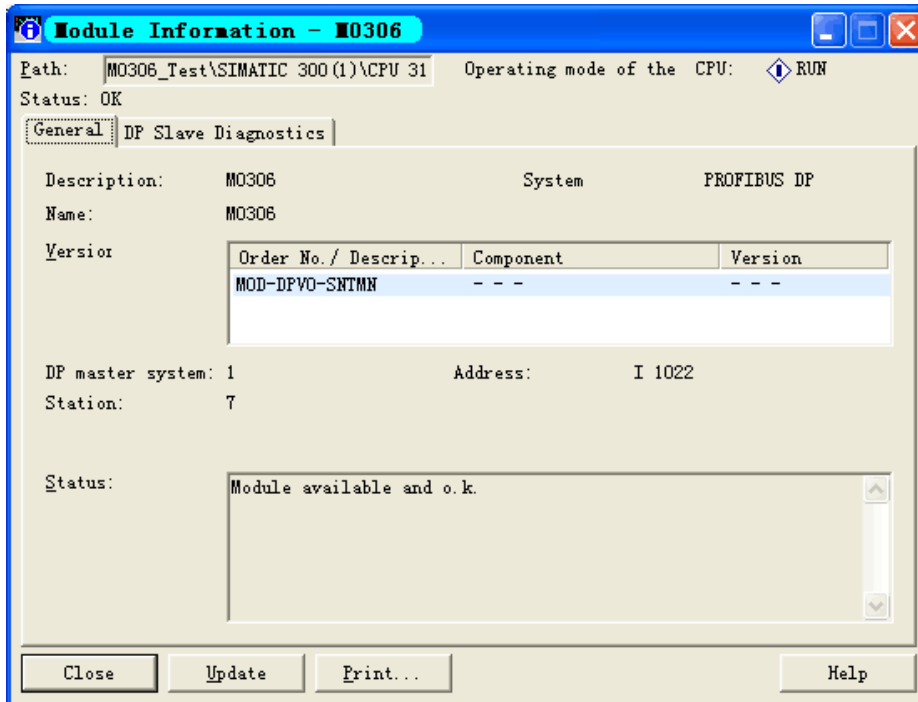 Module Information - M0306
Path: M0306_Test\SIMATIC 300(1)\CPU 31 Operating mode of the CPU: RUN
Status: OK
General DP Slave Diagnostics
Description: M0306 System PROFIBUS DP
Name: M0306
Version
Order No./ Descrip... Component Version
MOD-DPV0-SNTMN - - - - - -
DP master system: 1 Address: I 1022
Station: 7
Status: Module available and o.k.
Close Update Print... Help